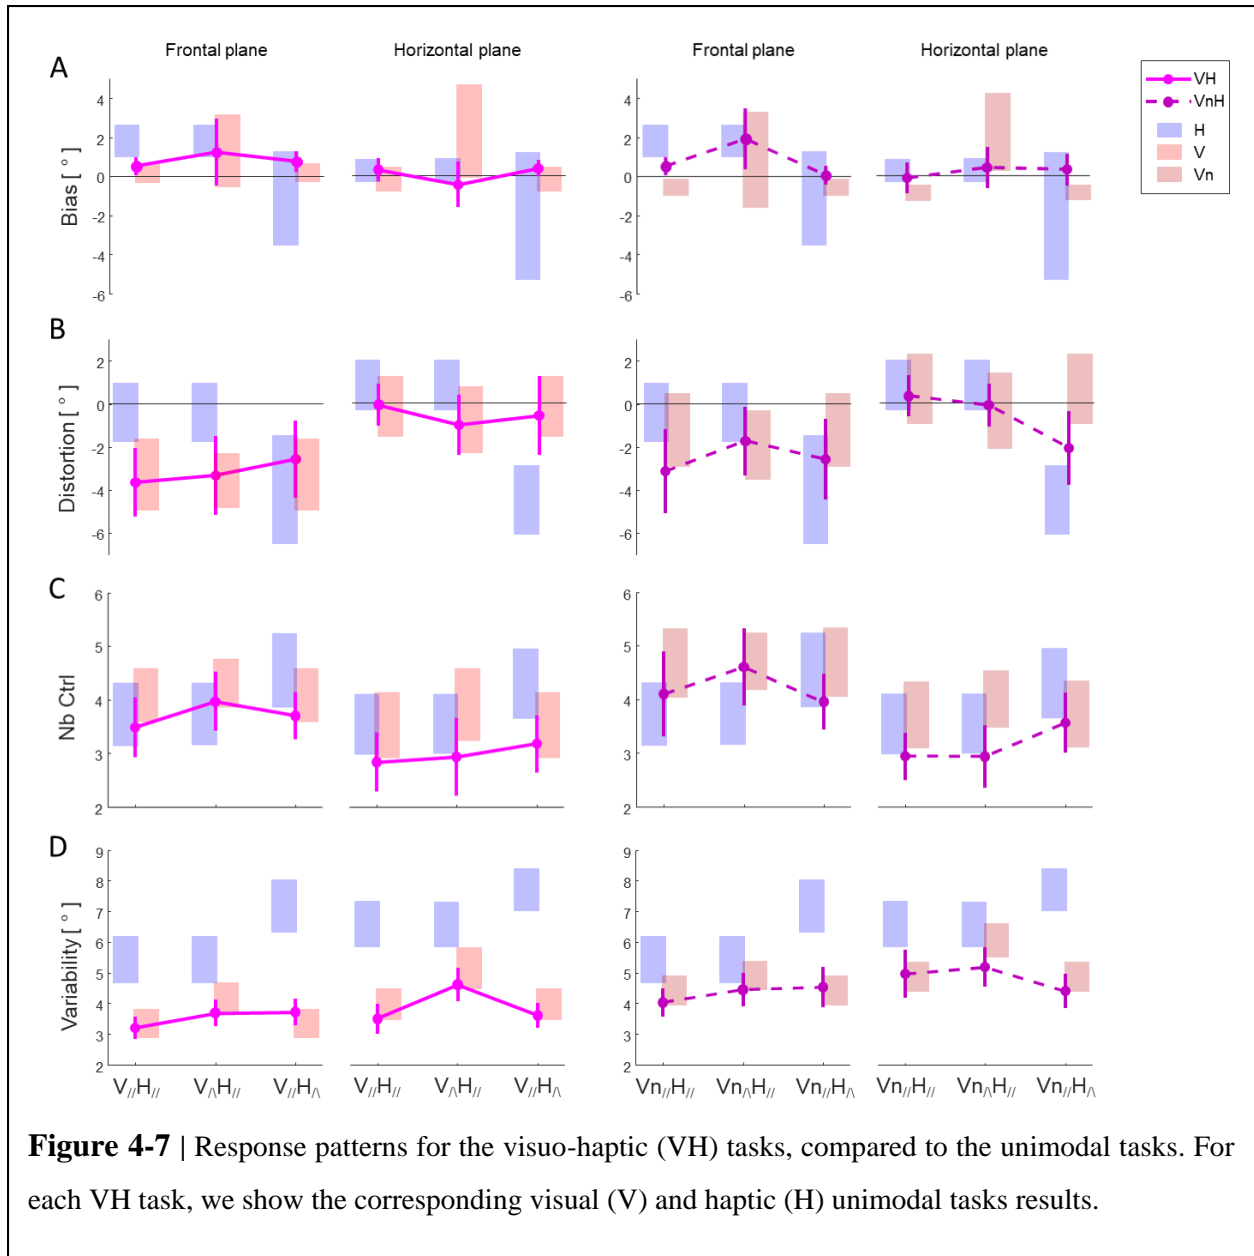 Frontal plane Horizontal plane Frontal plane Horizontal plane
A
VH
VnH
H
V
Vn
Bias [ ° ]
4
2
0
-2
-4
-6
B
Distortion [ ° ]
2
0
-2
-4
-6
C
Nb Ctrl
6
5
4
3
2
D
Variability [ ° ]
9
8
7
6
5
4
3
2
V//H// V/\H// V//H/\ V//H// V/\H// V//H/\ Vn//H// Vn/\H// Vn//H/\ Vn//H// Vn/\H// Vn//H/\
Figure 4-7 | Response patterns for the visuo-haptic (VH) tasks, compared to the unimodal tasks. For
each VH task, we show the corresponding visual (V) and haptic (H) unimodal tasks results.